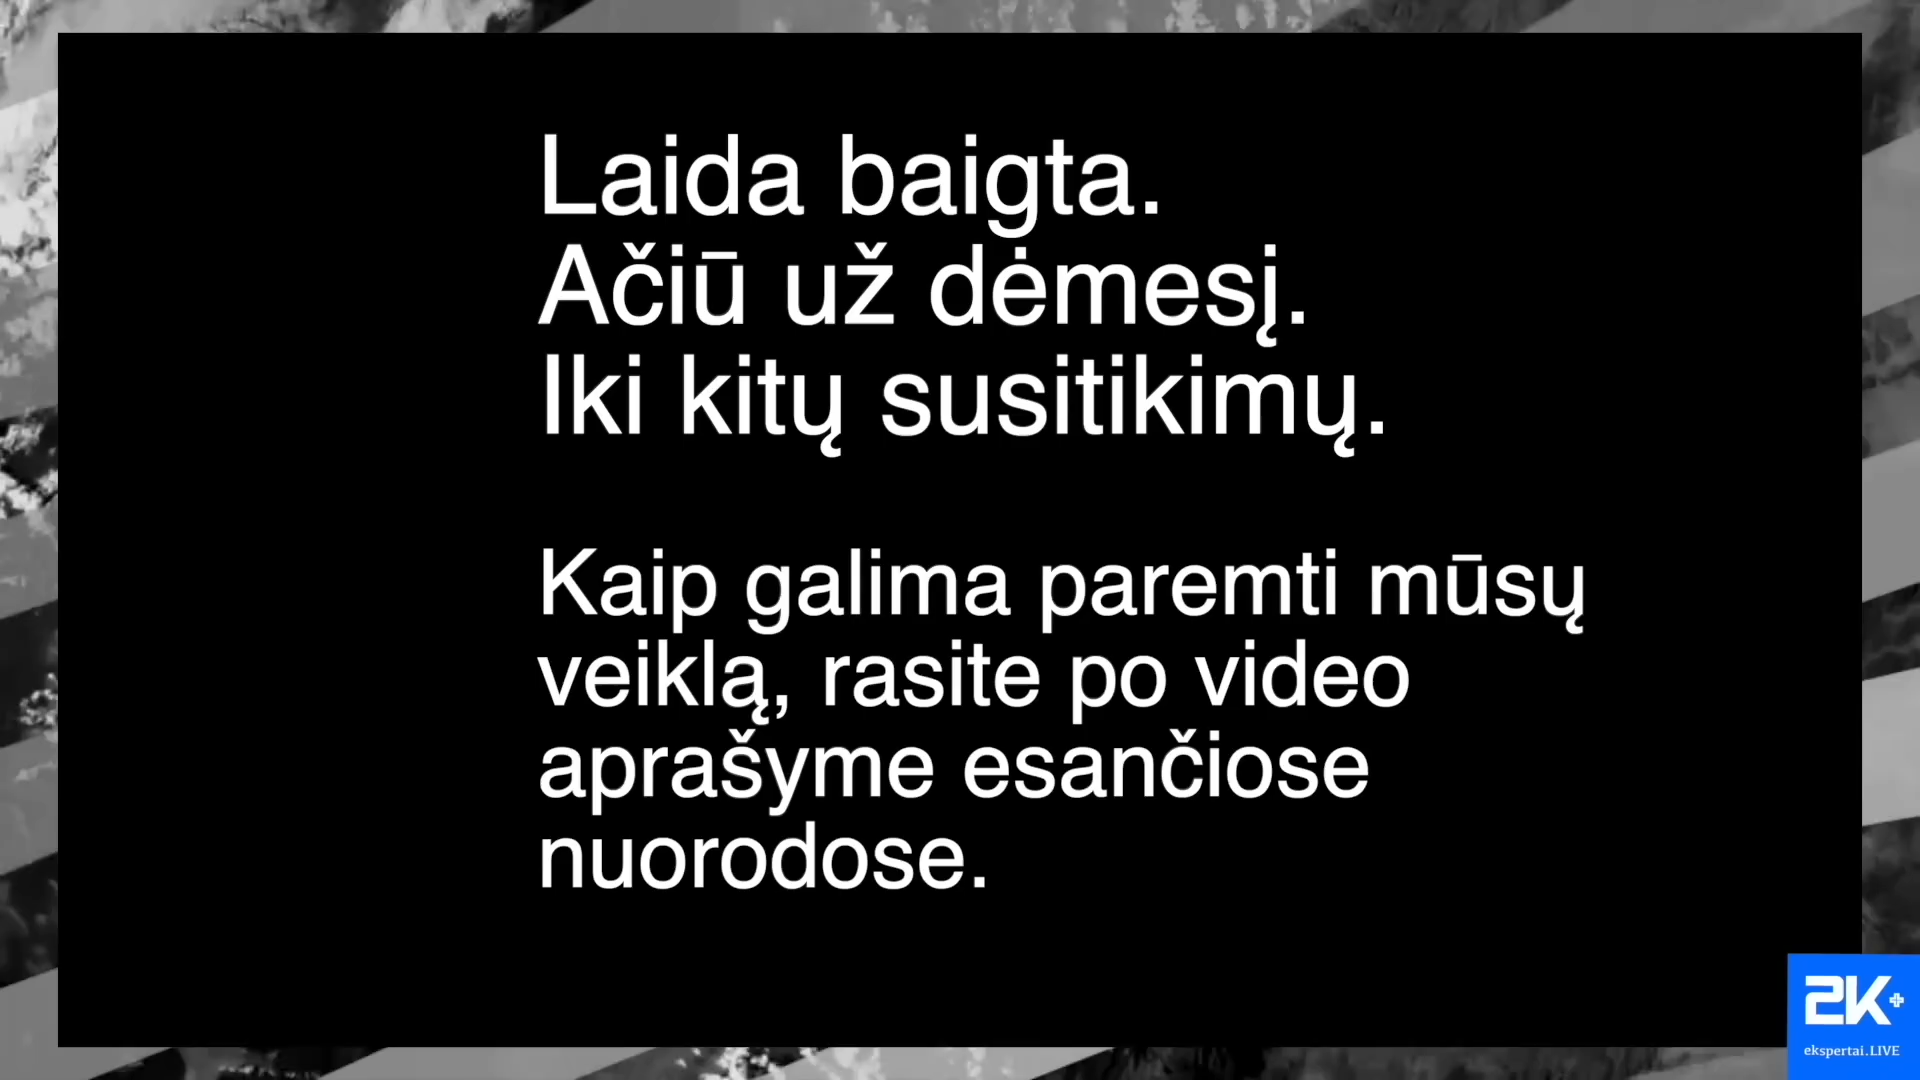 Laida baigta.
Ačiū už dėmesį.
Iki kitų susitikimų.
Kaip galima paremti mūsų
veiklą, rasite po video
aprašyme esančiose
nuorodose.
2K+
ekspertai.LIVE